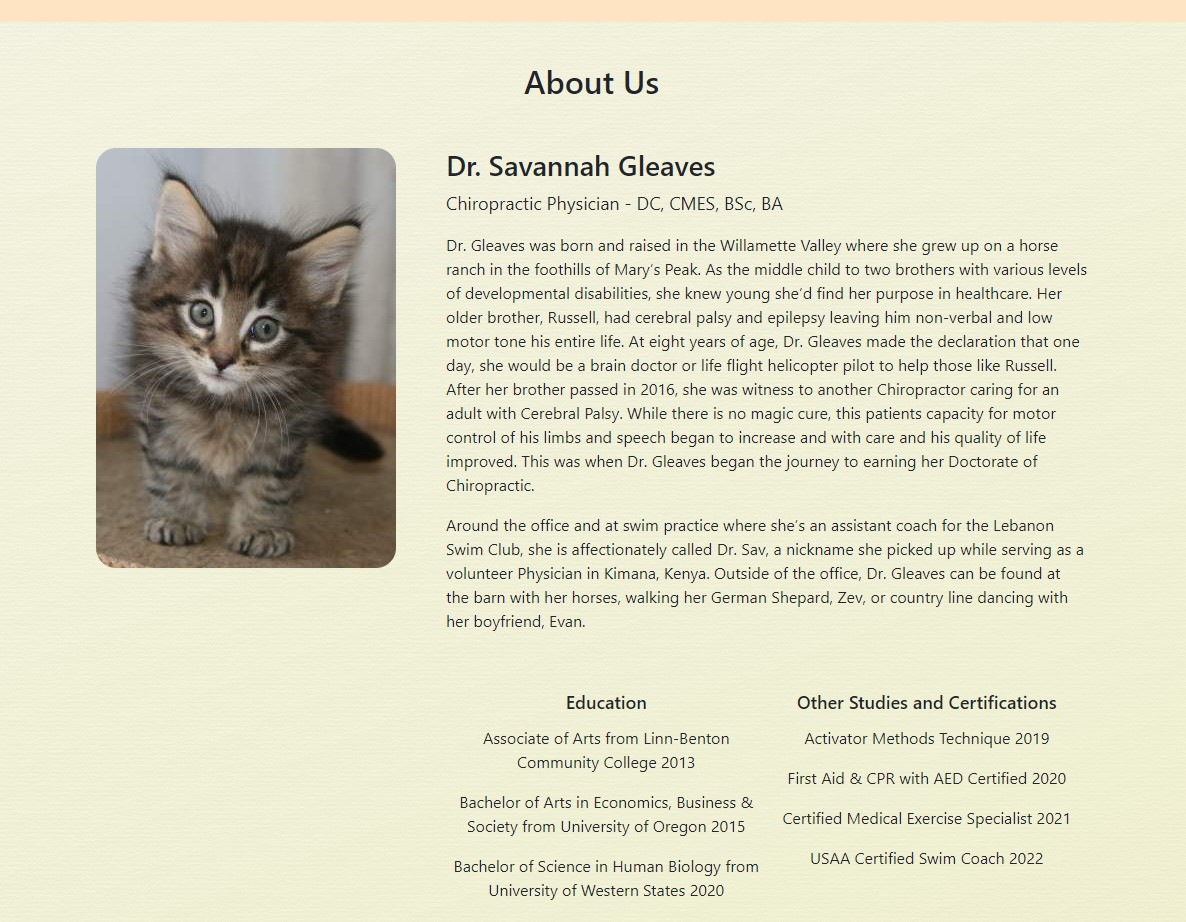 About Us
Dr. Savannah Gleaves
Chiropractic Physician - DC, CMES, BSc, BA
Dr. Gleaves was born and raised in the Willamette Valley where she grew up on a horse
ranch in the foothills of Mary's Peak. As the middle child to two brothers with various levels
of developmental disabilities, she knew young she'd find her purpose in healthcare. Her
older brother, Russell, had cerebral palsy and epilepsy leaving him non-verbal and low
motor tone his entire life. At eight years of age, Dr. Gleaves made the declaration that one
day, she would be a brain doctor or life flight helicopter pilot to help those like Russell.
After her brother passed in 2016, she was witness to another Chiropractor caring for an
adult with Cerebral Palsy. While there is no magic cure, this patients capacity for motor
control of his limbs and speech began to increase and with care and his quality of life
improved. This was when Dr. Gleaves began the journey to earning her Doctorate of
Chiropractic.
Around the office and at swim practice where she's an assistant coach for the Lebanon
Swim Club, she is affectionately called Dr. Sav, a nickname she picked up while serving as a
volunteer Physician in Kimana, Kenya. Outside of the office, Dr. Gleaves can be found at
the barn with her horses, walking her German Shepard, Zev, or country line dancing with
her boyfriend, Evan.
Education
Associate of Arts from Linn-Benton
Community College 2013
Bachelor of Arts in Economics, Business &
Society from University of Oregon 2015
Bachelor of Science in Human Biology from
University of Western States 2020
Other Studies and Certifications
Activator Methods Technique 2019
First Aid & CPR with AED Certified 2020
Certified Medical Exercise Specialist 2021
USAA Certified Swim Coach 2022